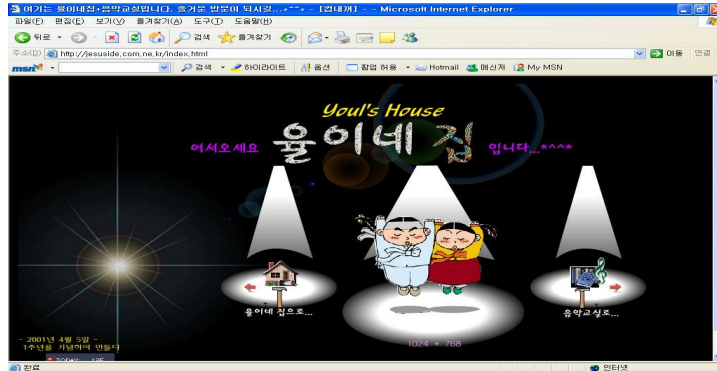 여기는 율이네집+음악교실입니다. 즐거운 방문이 되시길...*^^* - [컴내꺼] - - Microsoft Internet Explorer
파일(F) 편집(E) 보기(V) 즐겨찾기(A) 도구(T) 도움말(H)
뒤로 검색 즐겨찾기
주소(D) http://jesuside.com.ne.kr/index.html 이동 연결
msn 검색 하이라이트 옵션 팝업 허용 Hotmail 메신저 My MSN
Youl's House
어서오세요 율이네 집 입니다...*^^*
율이네 집으로...
음악교실로...
- 2001년 4월 5일 -
1주년을 기념하여 만들다
1024 * 768
TODAY: 135
완료 인터넷